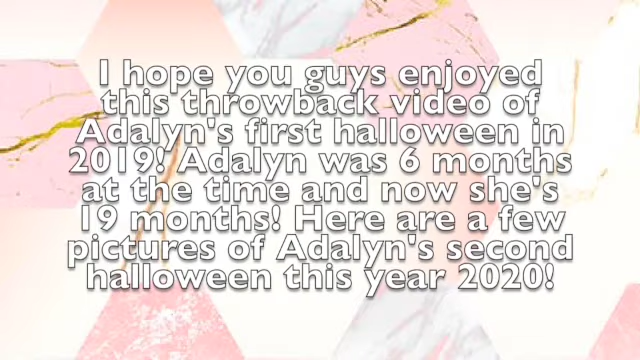 I hope you guys enjoyed
this throwback video of
Adalyn's first halloween in
2019! Adalyn was 6 months
at the time and now she's
19 months! Here are a few
pictures of Adalyn's second
halloween this year 2020!